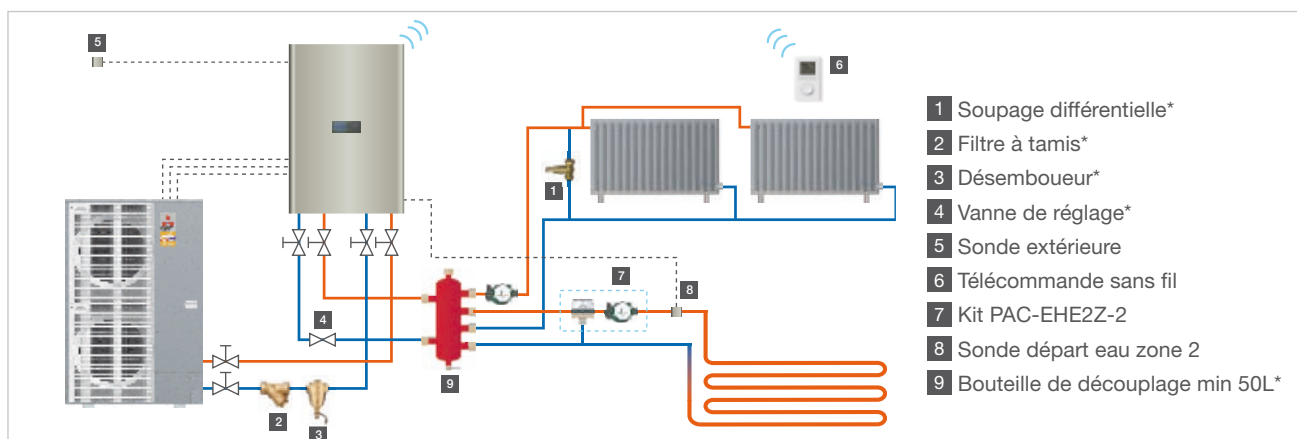 5
6
1
7
8
4
9
2
3
1 Soupage différentielle*
2 Filtre à tamis*
3 Désemboueur*
4 Vanne de réglage*
5 Sonde extérieure
6 Télécommande sans fil
7 Kit PAC-EHE2Z-2
8 Sonde départ eau zone 2
9 Bouteille de découplage min 50L*